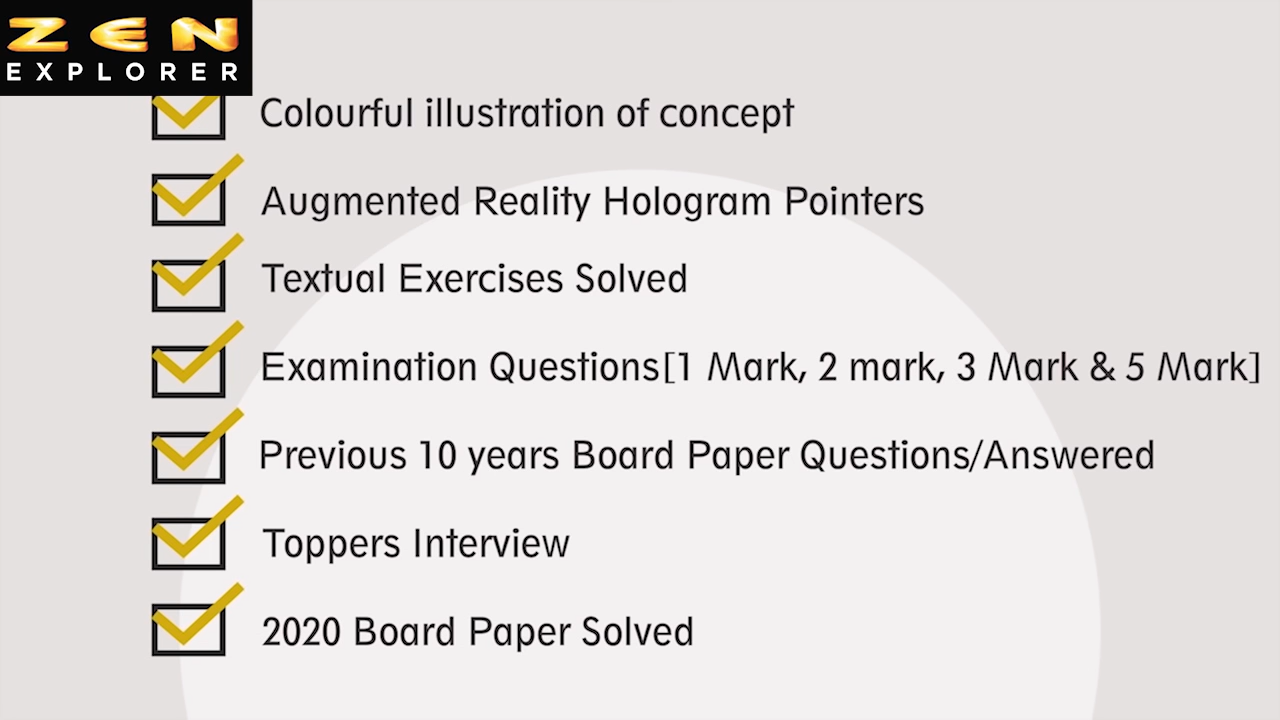 ZEN
EXPLORER
Colourful illustration of concept
Augmented Reality Hologram Pointers
Textual Exercises Solved
Examination Questions[1 Mark, 2 mark, 3 Mark & 5 Mark]
Previous 10 years Board Paper Questions/Answered
Toppers Interview
2020 Board Paper Solved